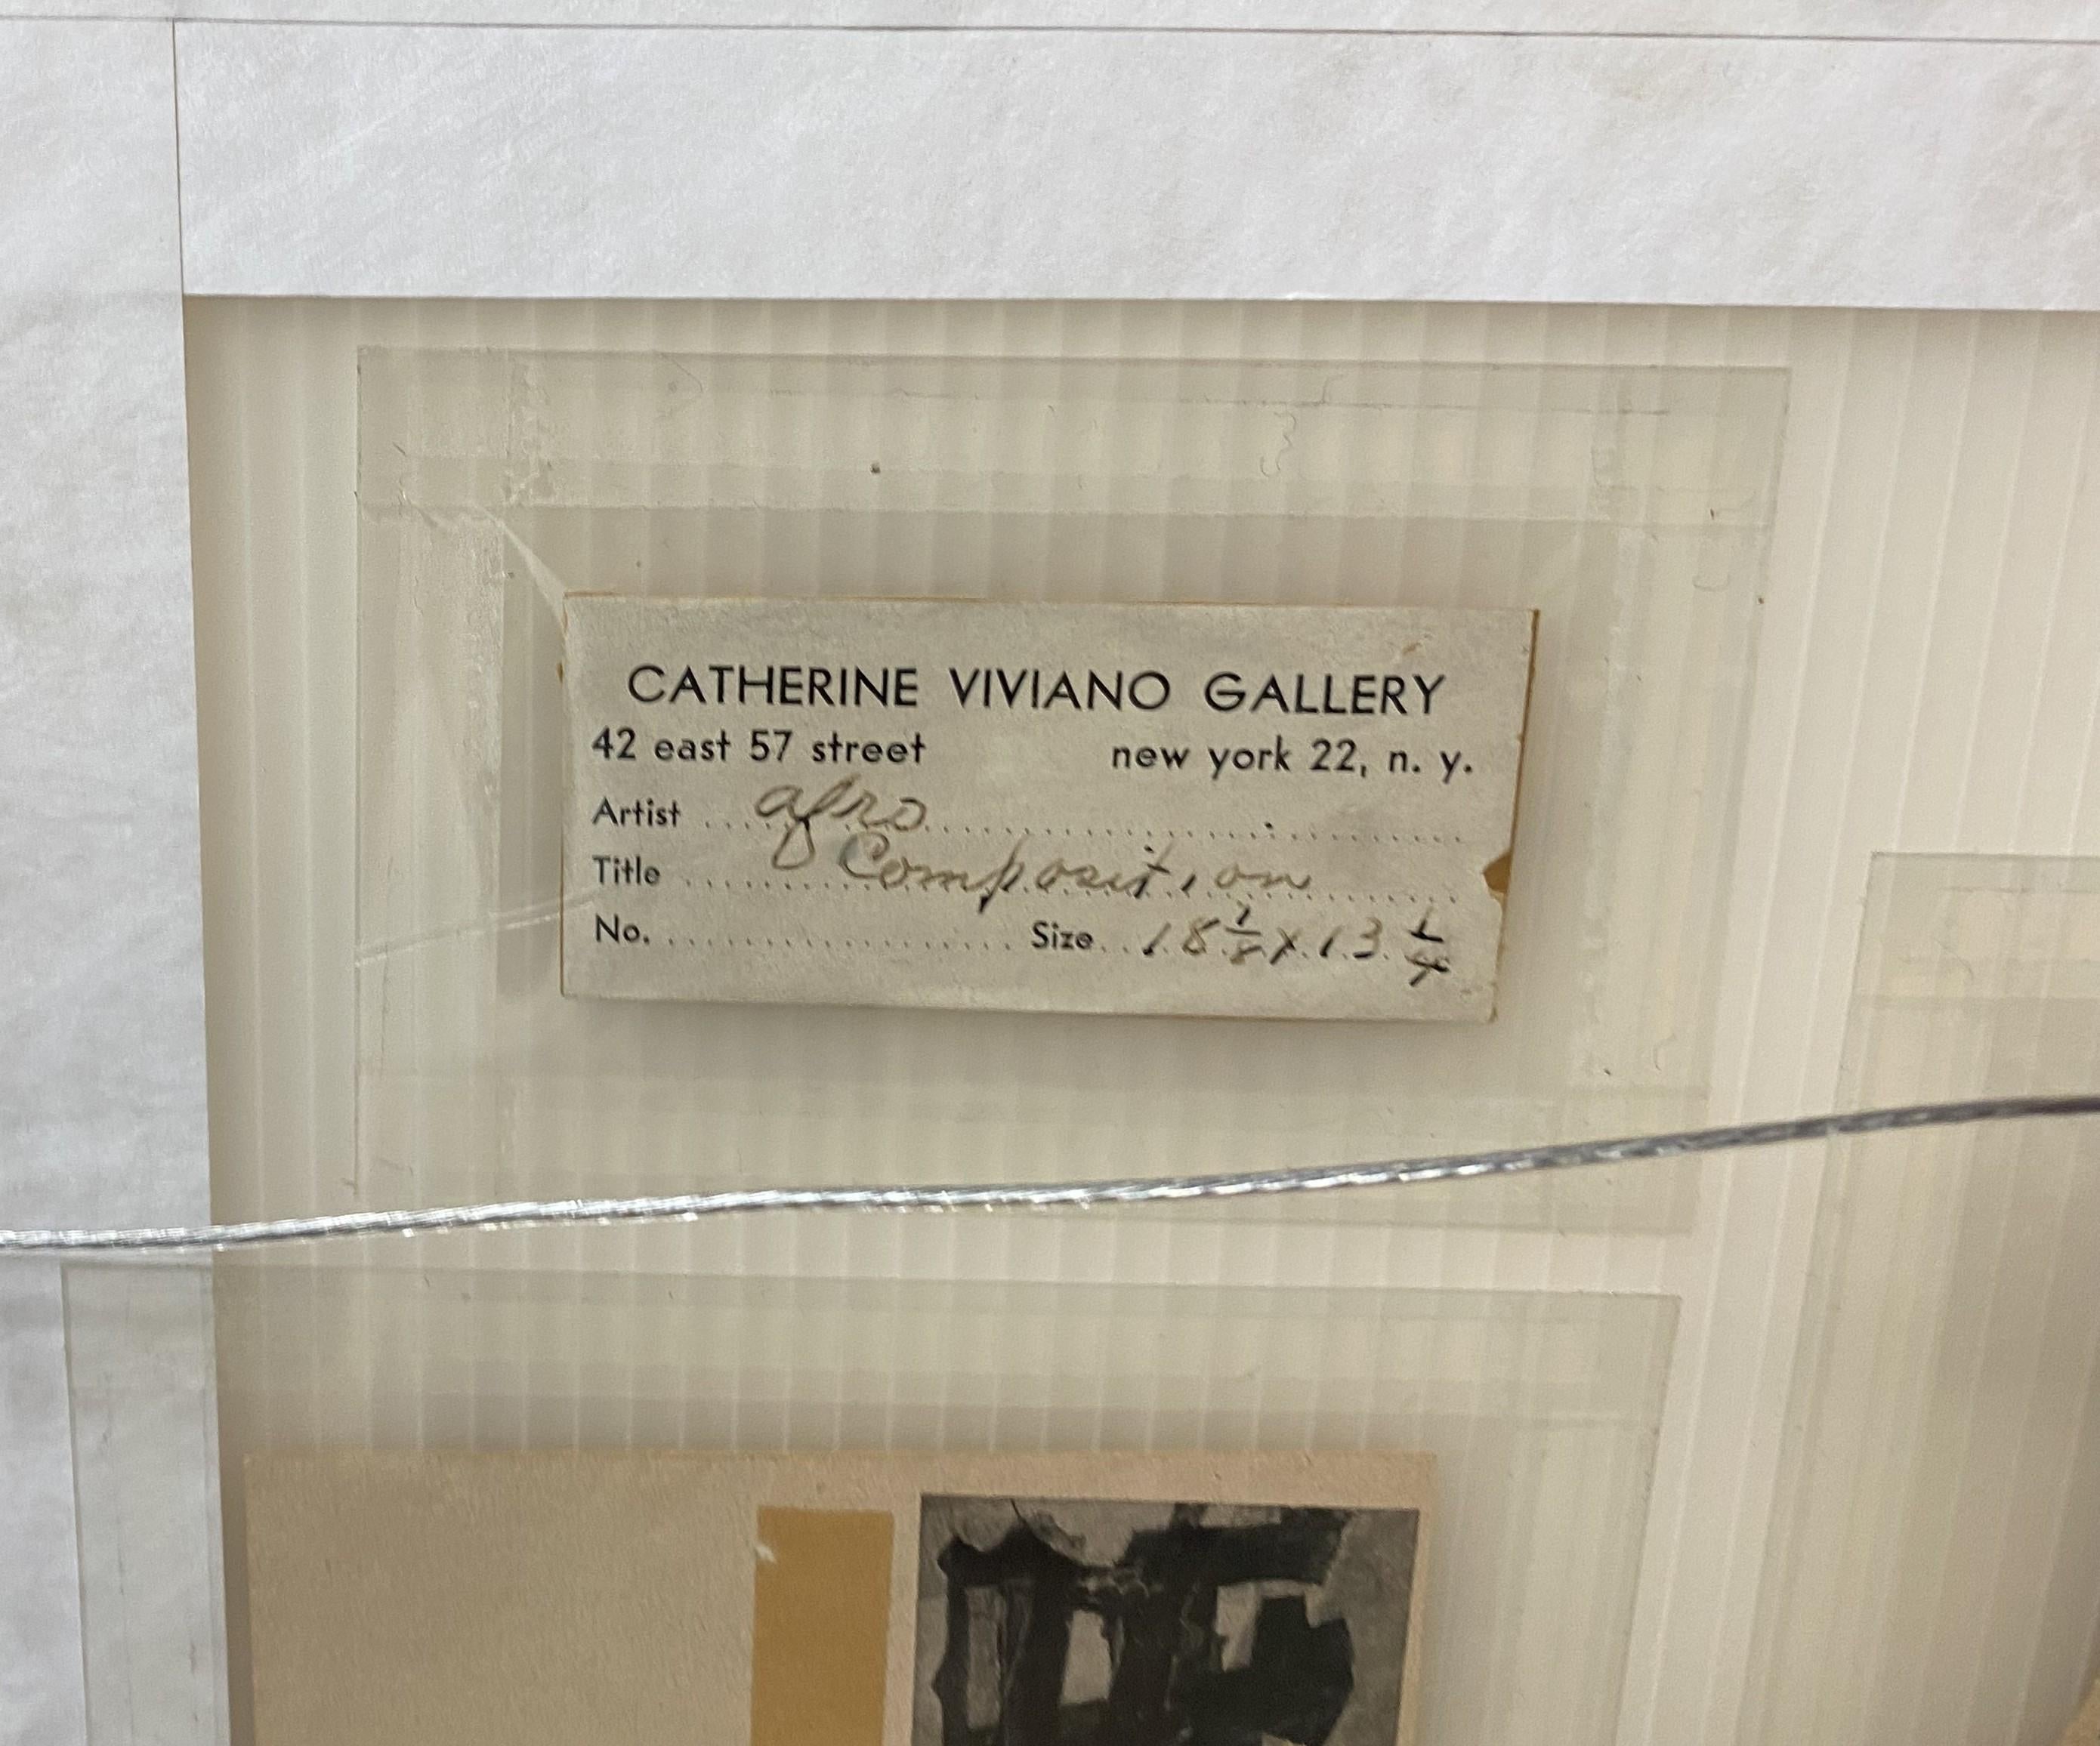 CATHERINE VIVIANO GALLERY
42 east 57 street new york 22, n. y.
Artist afro
Title Composition
No. Size 18 7/8 x 13 1/4